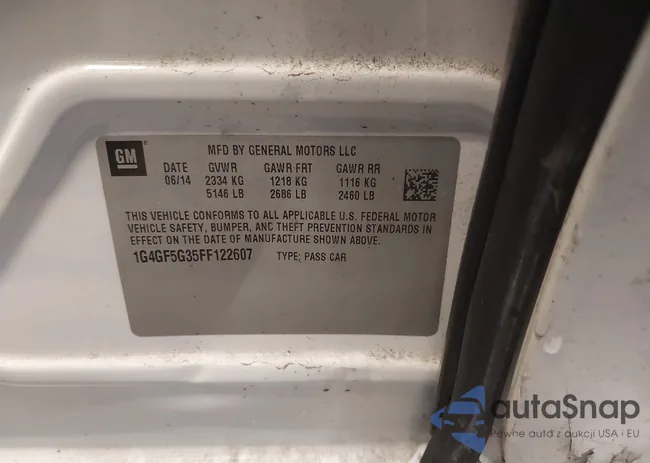 GM
MFD BY GENERAL MOTORS LLC
DATE GVWR GAWR FRT GAWR RR
06/14 2334 KG 1218 KG 1116 KG
5146 LB 2686 LB 2460 LB
THIS VEHICLE CONFORMS TO ALL APPLICABLE U.S. FEDERAL MOTOR
VEHICLE SAFETY, BUMPER, AND THEFT PREVENTION STANDARDS IN
EFFECT ON THE DATE OF MANUFACTURE SHOWN ABOVE.
1G4GF5G35FF122607 TYPE; PASS CAR
autaSnap
Pewne auta z aukcji USA • EU